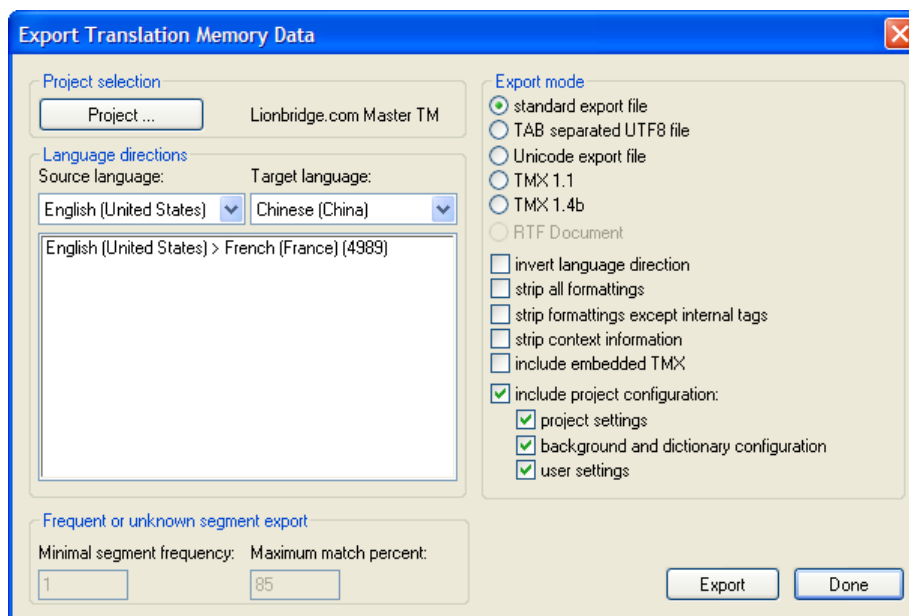 Export Translation Memory Data
Project selection
Project ...
Lionbridge.com Master TM
Language directions
Source language:
Target language:
English (United States)
Chinese (China)
English (United States) > French (France) (4989)
Frequent or unknown segment export
Minimal segment frequency:
Maximum match percent:
1
85
Export mode
standard export file
TAB separated UTF8 file
Unicode export file
TMX 1.1
TMX 1.4b
RTF Document
invert language direction
strip all formattings
strip formattings except internal tags
strip context information
include embedded TMX
include project configuration:
project settings
background and dictionary configuration
user settings
Export
Done